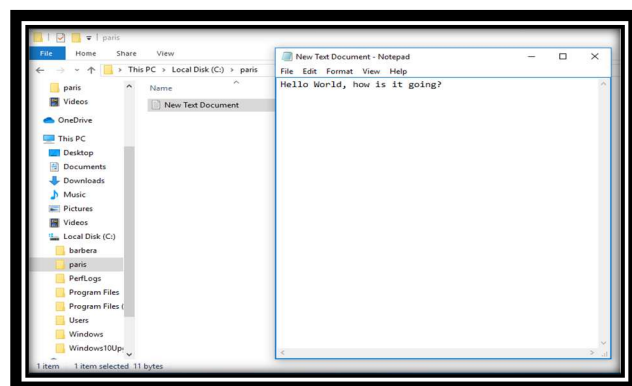 paris
File Home Share View
This PC > Local Disk (C:) > paris
paris
Videos
OneDrive
This PC
Desktop
Documents
Downloads
Music
Pictures
Videos
Local Disk (C:)
barbera
paris
PerfLogs
Program Files
Program Files (
Users
Windows
Windows10Up
1 item 1 item selected 11 bytes
Name
New Text Document
New Text Document - Notepad
File Edit Format View Help
Hello World, how is it going?